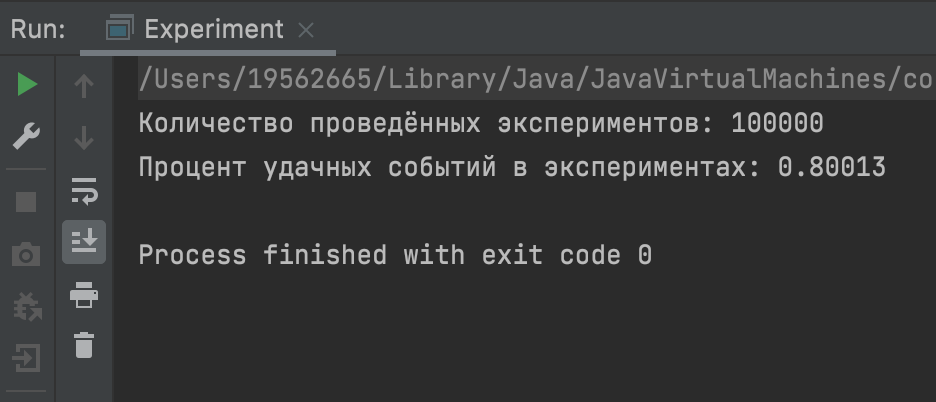 Run: Experiment
/Users/19562665/Library/Java/JavaVirtualMachines/co
Количество проведённых экспериментов: 100000
Процент удачных событий в экспериментах: 0.80013
Process finished with exit code 0